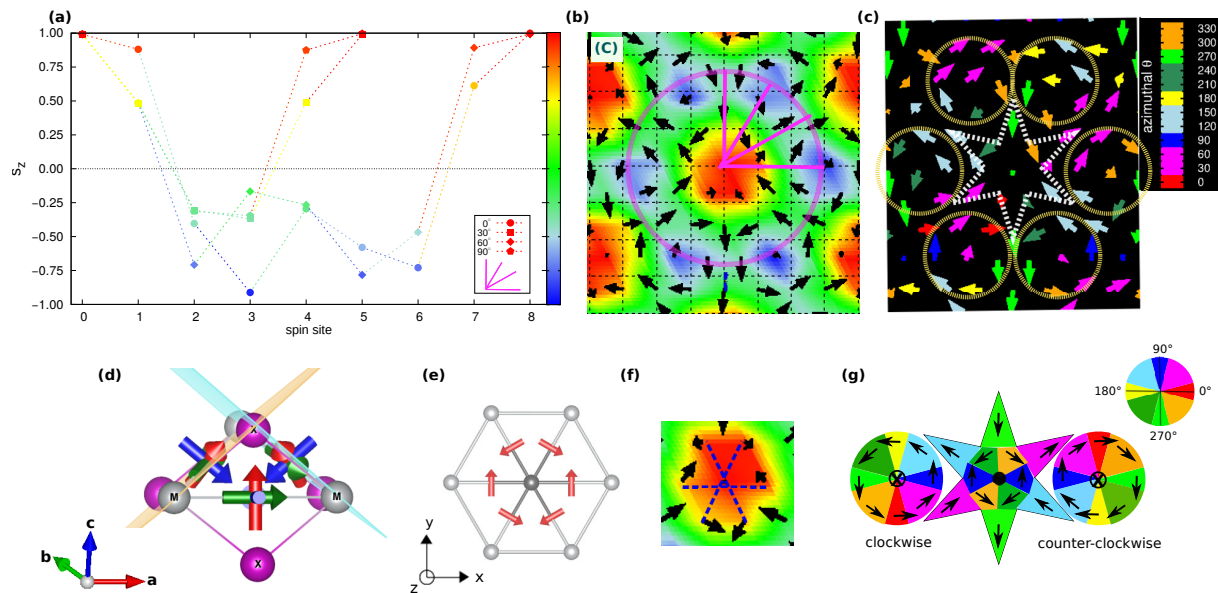 (a)
1.00
0.75
0.50
0.25
0.00
−0.25
−0.50
−0.75
−1.00
sz
0 1 2 3 4 5 6 7 8
spin site
0°
30°
60°
90°
(b)
(C)
(c)
azimuthal θ
330
300
270
240
210
180
150
120
90
60
30
0
(d)
X
M
M
X
c
b
a
(e)
y
z
x
(f)
(g)
90°
180°
0°
270°
clockwise
counter-clockwise